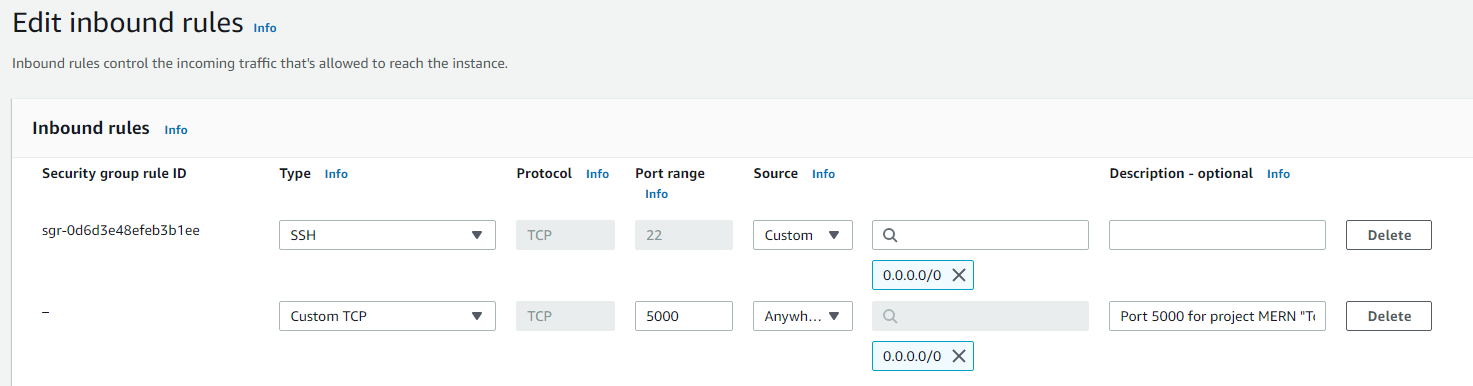 Edit inbound rules Info
Inbound rules control the incoming traffic that's allowed to reach the instance.
Inbound rules Info
Security group rule ID Type Info Protocol Info Port range Info Source Info Description - optional Info
sgr-0d6d3e48efeb3b1ee SSH TCP 22 Custom Delete
0.0.0.0/0
– Custom TCP TCP 5000 Anywh... Port 5000 for project MERN Delete
0.0.0.0/0